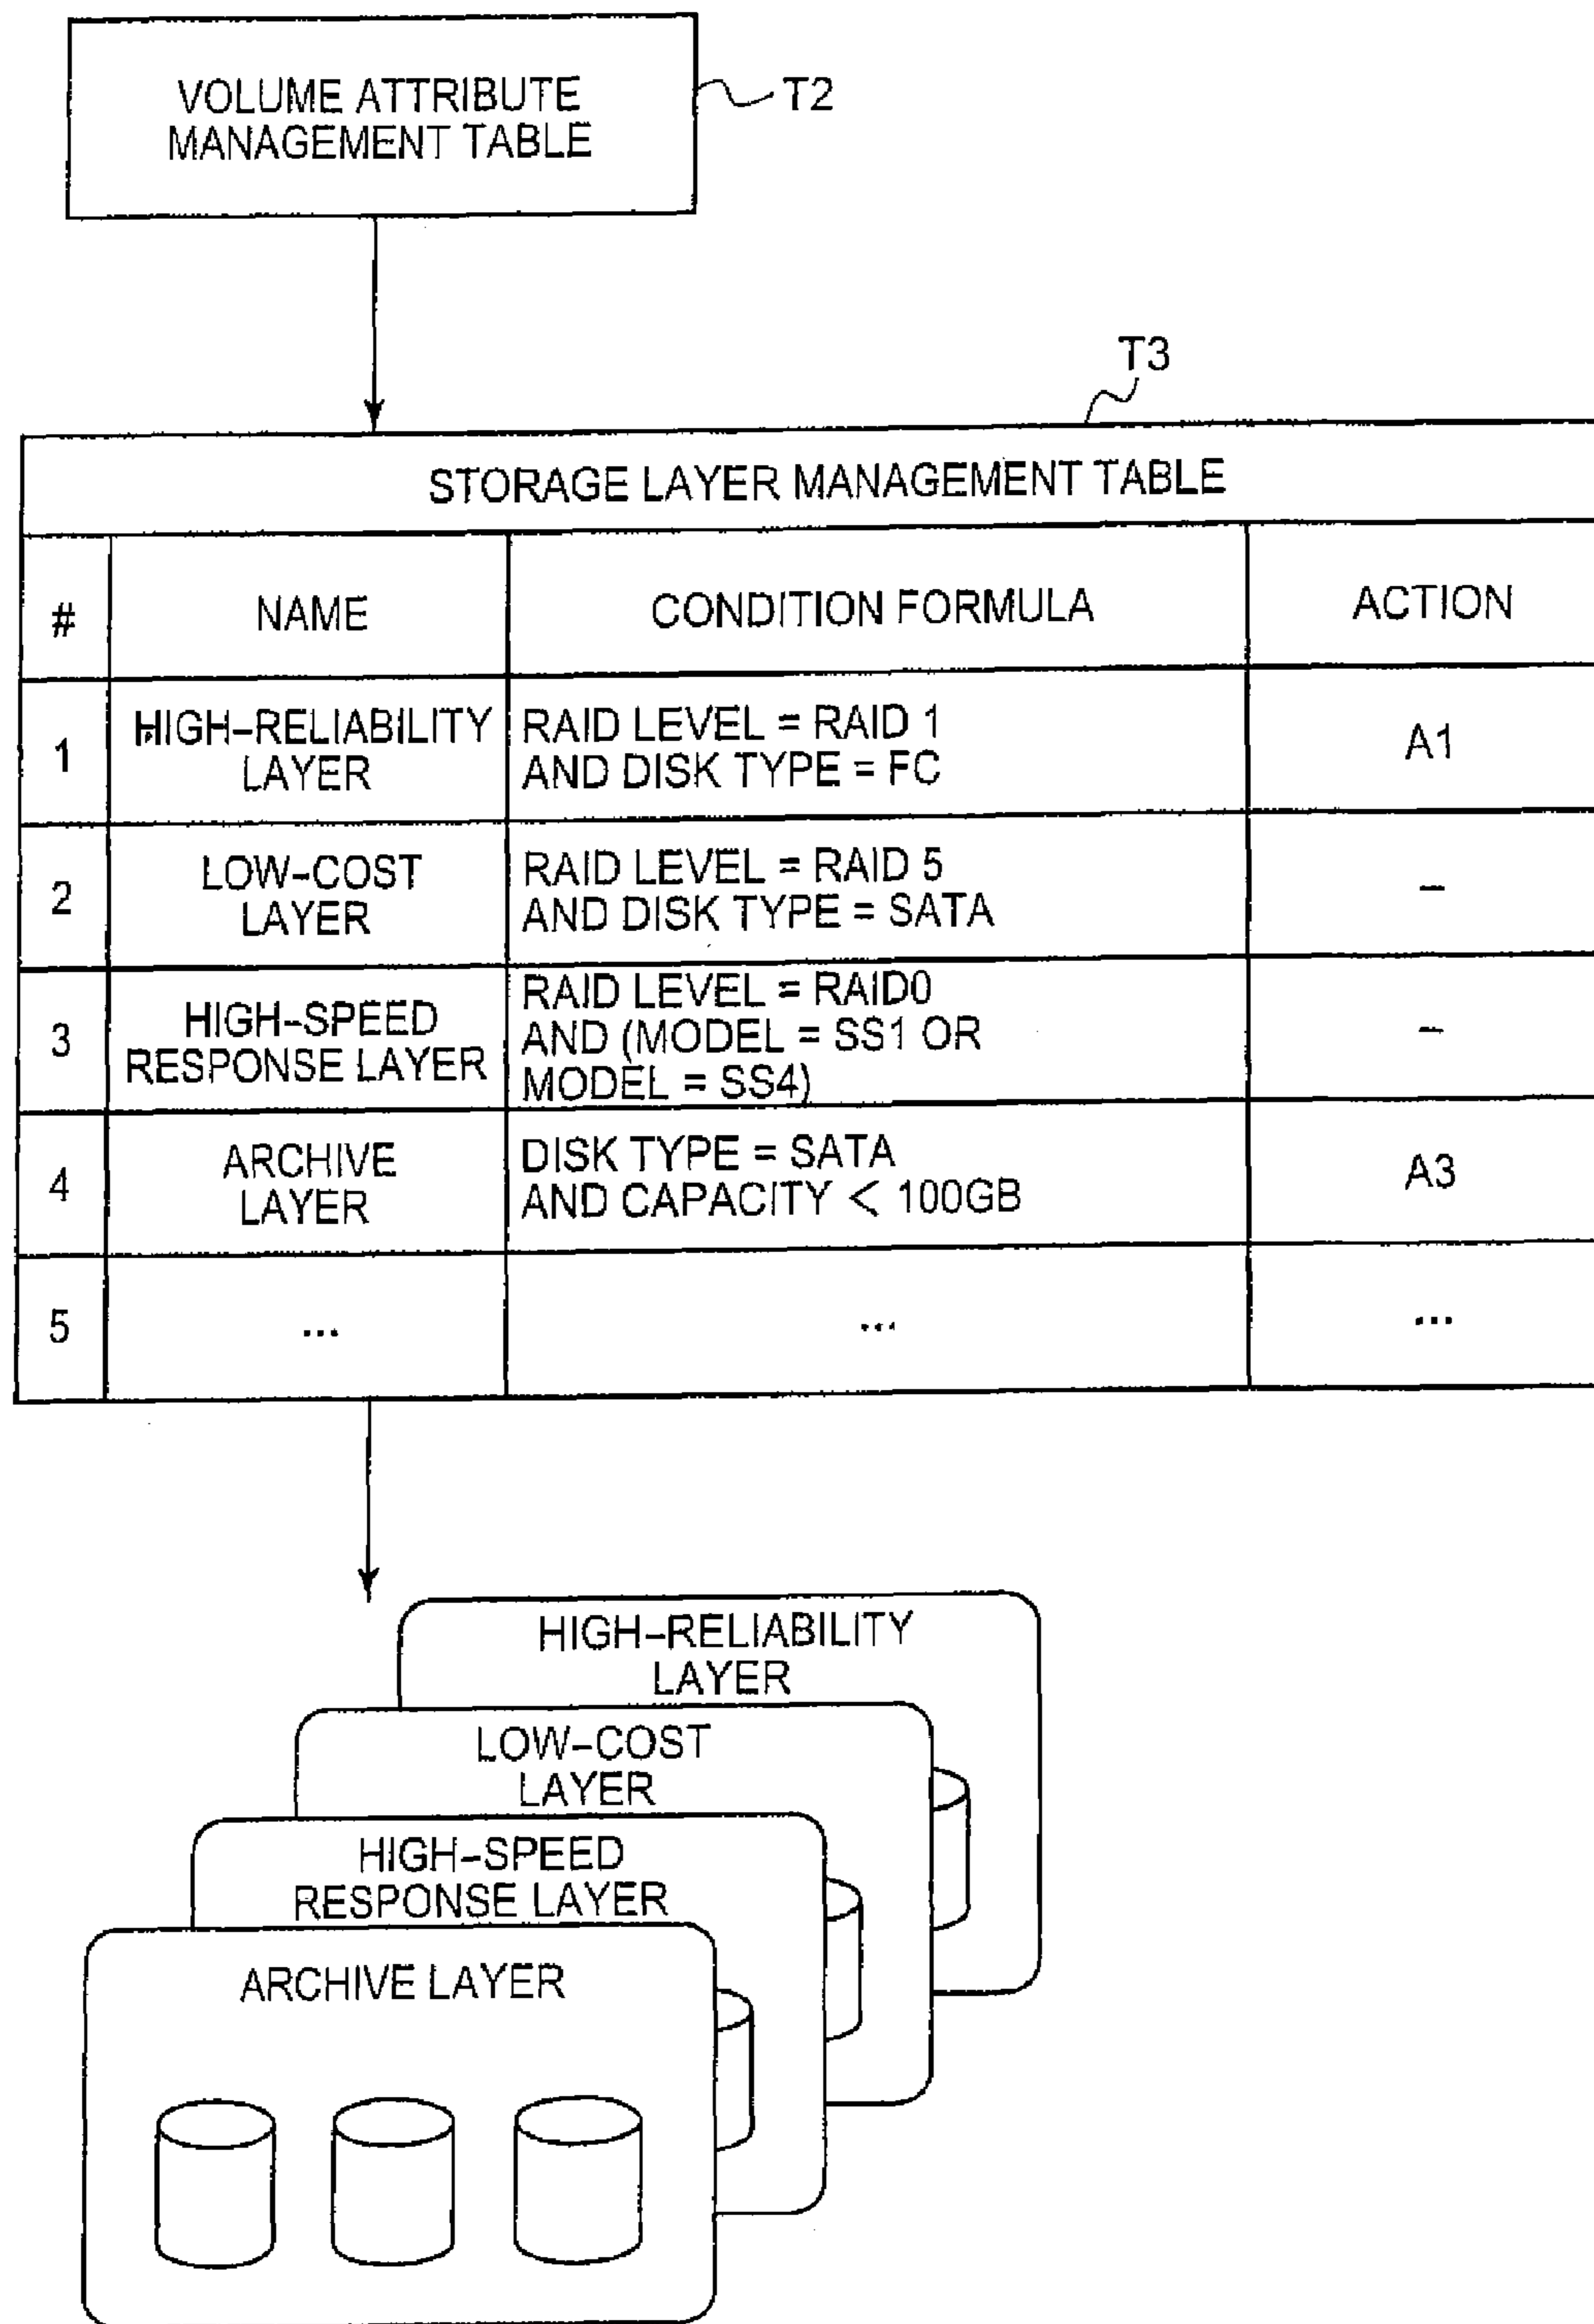 VOLUME ATTRIBUTE
MANAGEMENT TABLE
T2
T3
STORAGE LAYER MANAGEMENT TABLE
# NAME CONDITION FORMULA ACTION
1
HIGH-RELIABILITY
LAYER
RAID LEVEL = RAID 1
AND DISK TYPE = FC
A1
2
LOW-COST
LAYER
RAID LEVEL = RAID 5
AND DISK TYPE = SATA
–
3
HIGH-SPEED
RESPONSE LAYER
RAID LEVEL = RAID0
AND (MODEL = SS1 OR
MODEL = SS4)
–
4
ARCHIVE
LAYER
DISK TYPE = SATA
AND CAPACITY < 100GB
A3
5 ... ... ...
HIGH-RELIABILITY
LAYER
LOW-COST
LAYER
HIGH-SPEED
RESPONSE LAYER
ARCHIVE LAYER